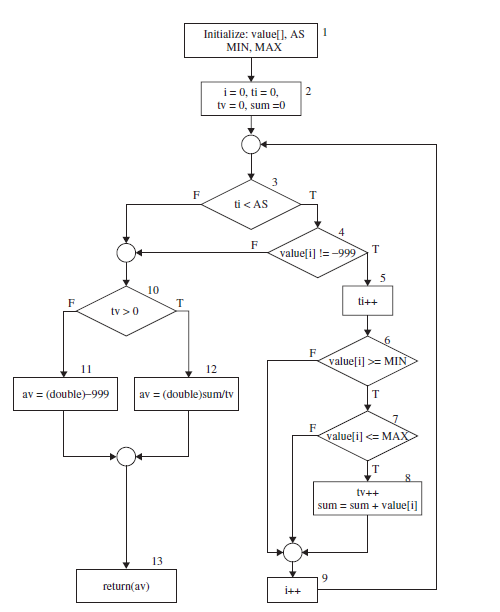 Initialize: value[], AS
MIN, MAX
1
i = 0, ti = 0,
tv = 0, sum =0
2
3
F
T
ti < AS
4
F
T
value[i] != −999
5
ti++
10
F
T
tv > 0
6
F
value[i] >= MIN
T
11
av = (double)−999
12
av = (double)sum/tv
7
F
value[i] <= MAX
T
8
tv++
sum = sum + value[i]
13
return(av)
9
i++